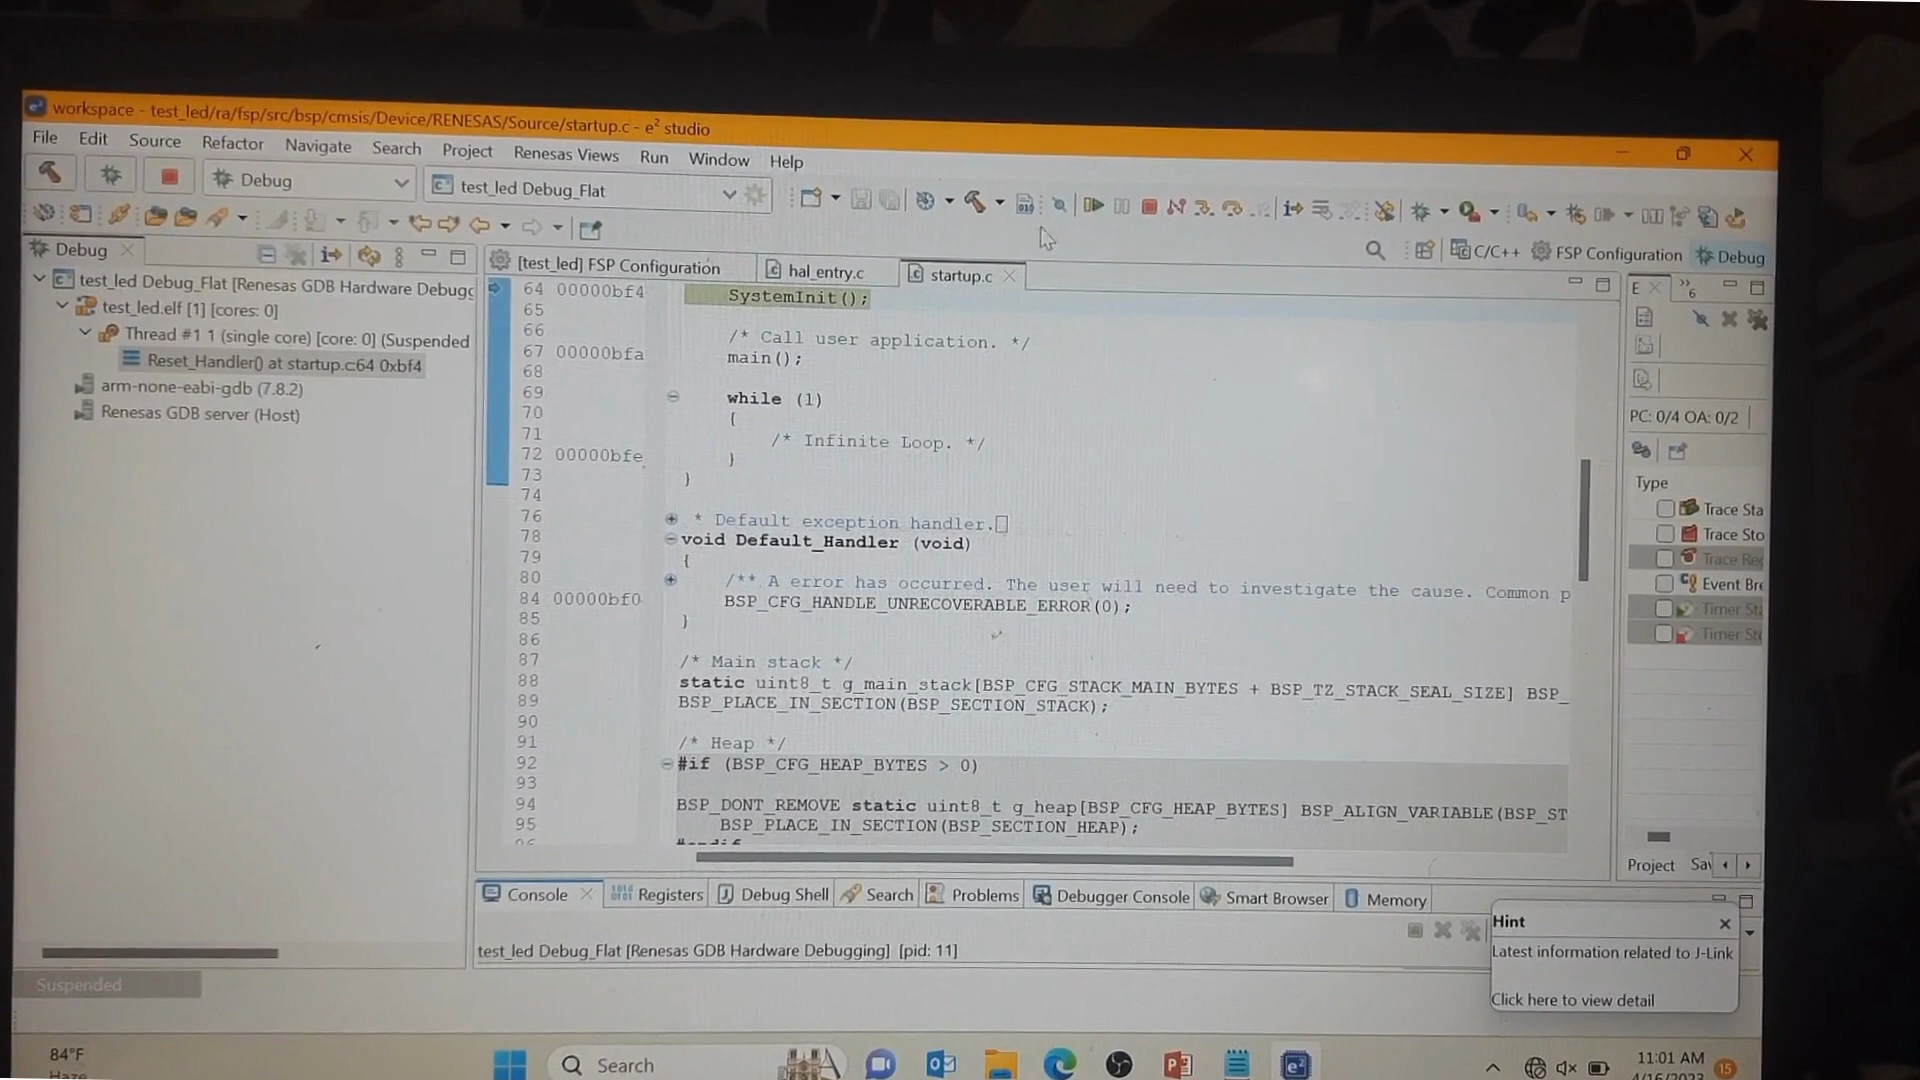 workspace - test_led/ra/fsp/src/bsp/cmsis/Device/RENESAS/Source/startup.c - e² studio
File Edit Source Refactor Navigate Search Project Renesas Views Run Window Help
Debug
test_led Debug_Flat
C/C++ FSP Configuration Debug
Debug
test_led Debug_Flat [Renesas GDB Hardware Debugg
test_led.elf [1] [cores: 0]
Thread #1 1 (single core) [core: 0] (Suspended
Reset_Handler() at startup.c:64 0xbf4
arm-none-eabi-gdb (7.8.2)
Renesas GDB server (Host)
[test_led] FSP Configuration
hal_entry.c
startup.c
64 00000bf4 SystemInit();
65
66 /* Call user application. */
67 00000bfa main();
68
69 while (1)
70 {
71 /* Infinite Loop. */
72 00000bfe }
73 }
74
76 * Default exception handler.
78 void Default_Handler (void)
79 {
80 /** A error has occurred. The user will need to investigate the cause. Common p
84 00000bf0 BSP_CFG_HANDLE_UNRECOVERABLE_ERROR(0);
85 }
86
87 /* Main stack */
88 static uint8_t g_main_stack[BSP_CFG_STACK_MAIN_BYTES + BSP_TZ_STACK_SEAL_SIZE] BSP_
89 BSP_PLACE_IN_SECTION(BSP_SECTION_STACK);
90
91 /* Heap */
92 #if (BSP_CFG_HEAP_BYTES > 0)
93
94 BSP_DONT_REMOVE static uint8_t g_heap[BSP_CFG_HEAP_BYTES] BSP_ALIGN_VARIABLE(BSP_ST
95 BSP_PLACE_IN_SECTION(BSP_SECTION_HEAP);
E
6
PC: 0/4 OA: 0/2
Type
Trace Sta
Trace Sto
Trace Rec
Event Bre
Timer Sta
Timer Sto
Project Sav
Console Registers Debug Shell Search Problems Debugger Console Smart Browser Memory
test_led Debug_Flat [Renesas GDB Hardware Debugging] [pid: 11]
Hint
Latest information related to J-Link
Click here to view detail
Suspended
84°F
Haze
Search
11:01 AM
4/16/2023
15